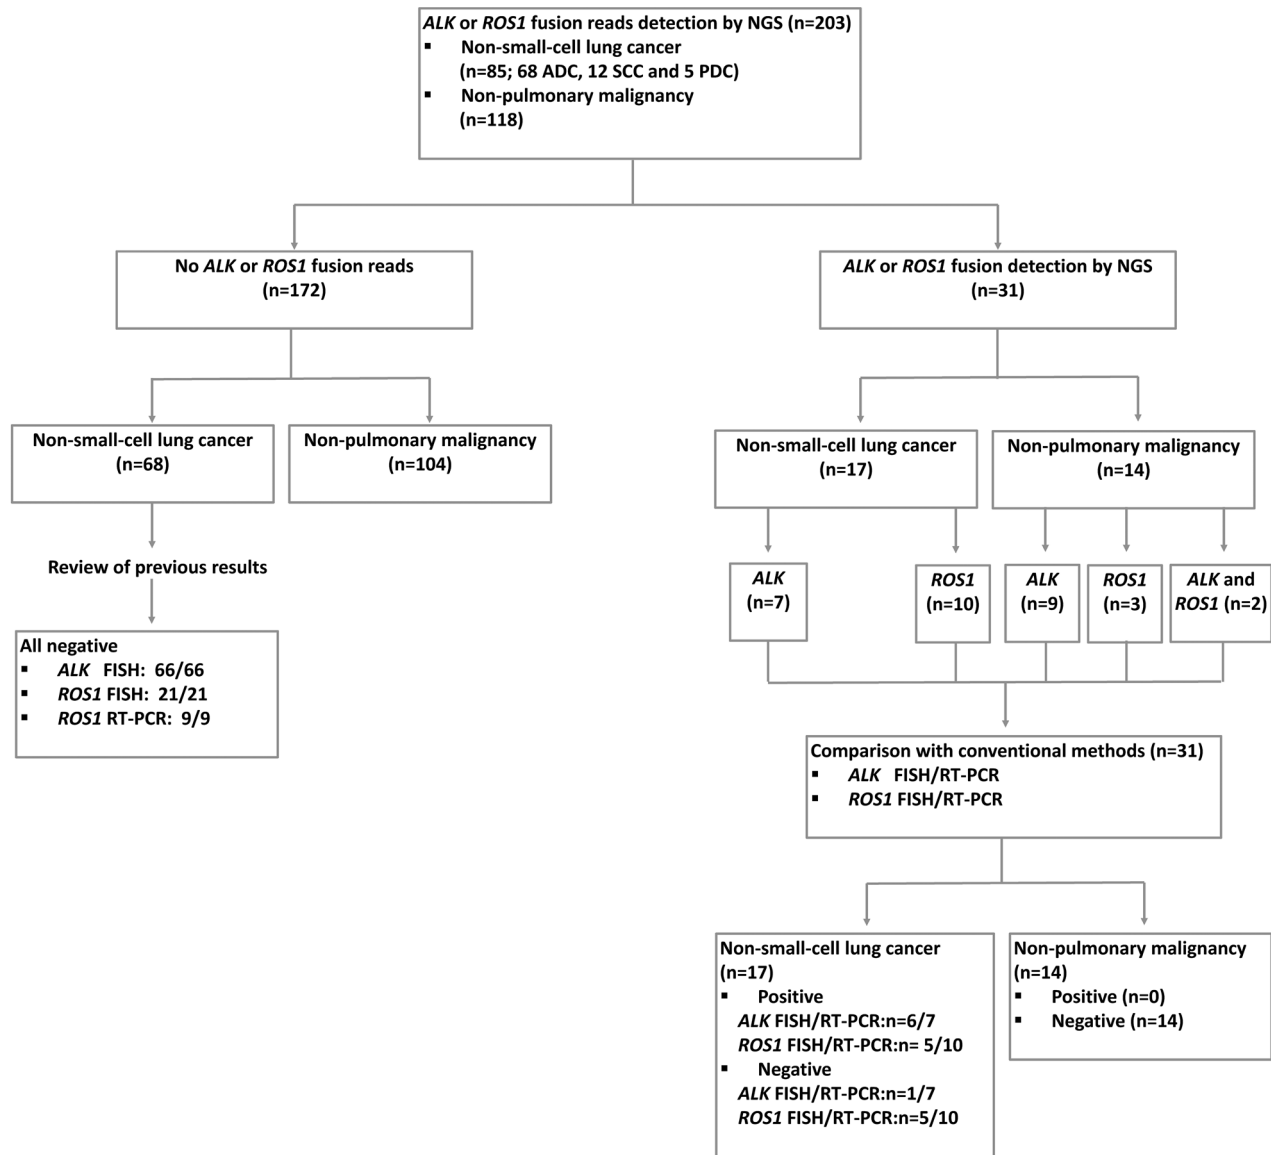 ALK or ROS1 fusion reads detection by NGS (n=203)
▪ Non-small-cell lung cancer
(n=85; 68 ADC, 12 SCC and 5 PDC)
▪ Non-pulmonary malignancy
(n=118)
No ALK or ROS1 fusion reads
(n=172)
ALK or ROS1 fusion detection by NGS
(n=31)
Non-small-cell lung cancer
(n=68)
Non-pulmonary malignancy
(n=104)
Non-small-cell lung cancer
(n=17)
Non-pulmonary malignancy
(n=14)
Review of previous results
ALK
(n=7)
ROS1
(n=10)
ALK
(n=9)
ROS1
(n=3)
ALK and
ROS1 (n=2)
All negative
▪ ALK FISH: 66/66
▪ ROS1 FISH: 21/21
▪ ROS1 RT-PCR: 9/9
Comparison with conventional methods (n=31)
▪ ALK FISH/RT-PCR
▪ ROS1 FISH/RT-PCR
Non-small-cell lung cancer
(n=17)
▪ Positive
ALK FISH/RT-PCR:n=6/7
ROS1 FISH/RT-PCR:n= 5/10
▪ Negative
ALK FISH/RT-PCR:n=1/7
ROS1 FISH/RT-PCR:n=5/10
Non-pulmonary malignancy
(n=14)
▪ Positive (n=0)
▪ Negative (n=14)